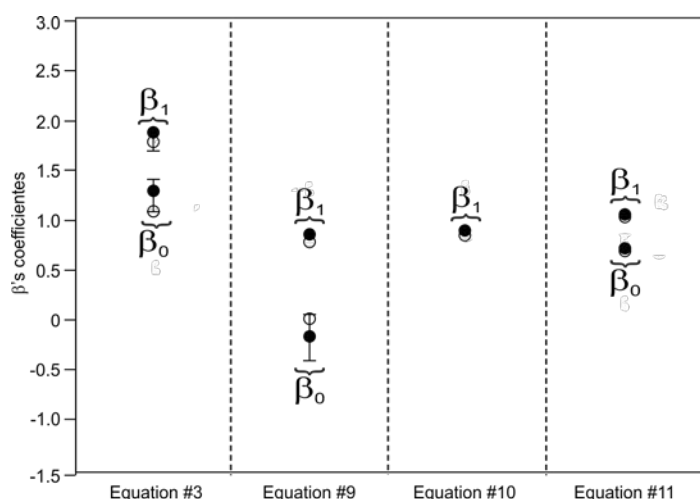 3.0
2.5
2.0
1.5
1.0
0.5
0
-0.5
-1.0
-1.5
β's coefficientes
β₁
β₀
β₁
β₀
β₁
β₁
β₀
Equation #3
Equation #9
Equation #10
Equation #11